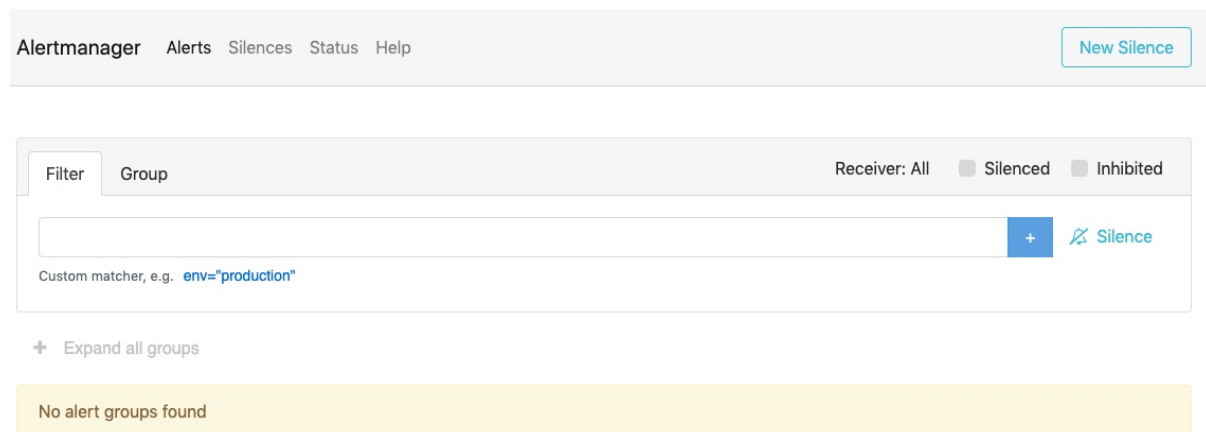 Alertmanager Alerts Silences Status Help New Silence
Filter Group Receiver: All Silenced Inhibited
+ Silence
Custom matcher, e.g. env="production"
+ Expand all groups
No alert groups found